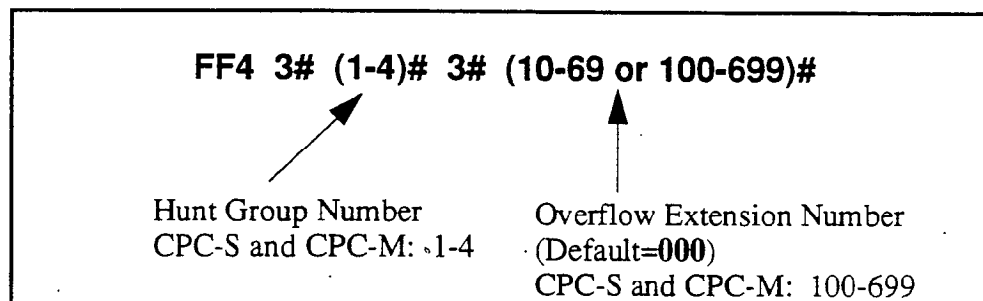 FF4 3# (1-4)# 3# (10-69 or 100-699)#
Hunt Group Number
CPC-S and CPC-M: 1-4
Overflow Extension Number
(Default=000)
CPC-S and CPC-M: 100-699